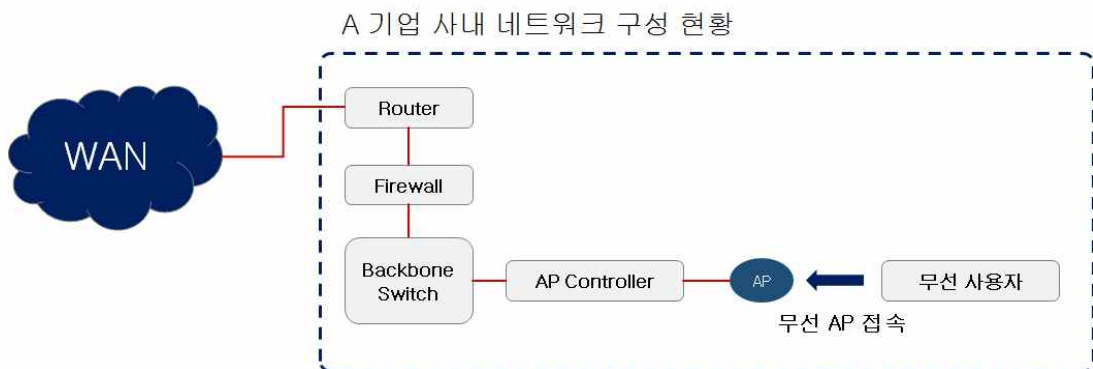 A 기업 사내 네트워크 구성 현황
Router
WAN
Firewall
Backbone
Switch
AP Controller
AP
무선 사용자
무선 AP 접속